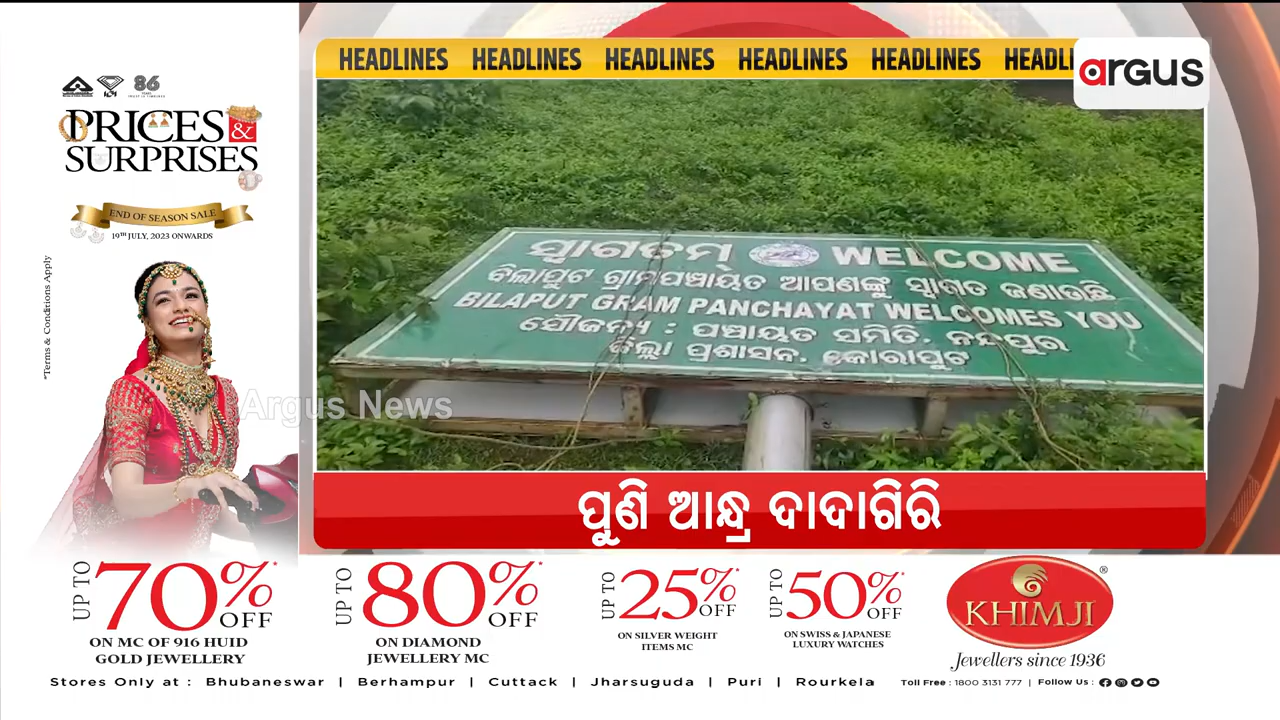 HEADLINES HEADLINES HEADLINES HEADLINES HEADLINES HEADL
argus
86
PRICES &
SURPRISES
END OF SEASON SALE
19TH JULY, 2023 ONWARDS
*Terms & Conditions Apply
ସ୍ୱାଗତମ୍ WELCOME
ବିଲାପୁଟ ଗ୍ରାମପଞ୍ଚାୟତ ଆପଣଙ୍କୁ ସ୍ୱାଗତ ଜଣାଉଛି
BILAPUT GRAM PANCHAYAT WELCOMES YOU
ସୌଜନ୍ୟ : ପଞ୍ଚାୟତ ସମିତି, ନନ୍ଦପୁର
ଜିଲ୍ଲା ପ୍ରଶାସନ, କୋରାପୁଟ
Argus News
ପୁଣି ଆନ୍ଧ୍ର ଦାଦାଗିରି
UP TO 70%* OFF
ON MC OF 916 HUID
GOLD JEWELLERY
UP TO 80%* OFF
ON DIAMOND
JEWELLERY MC
UP TO 25%* OFF
ON SILVER WEIGHT
ITEMS MC
UP TO 50%* OFF
ON SWISS & JAPANESE
LUXURY WATCHES
KHIMJI ®
Jewellers since 1936
Stores Only at : Bhubaneswar | Berhampur | Cuttack | Jharsuguda | Puri | Rourkela
Toll Free : 1800 3131 777 | Follow Us :